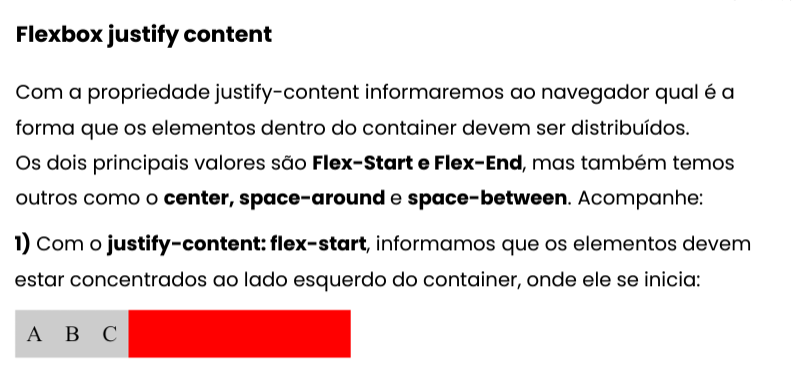 Flexbox justify content
Com a propriedade justify-content informaremos ao navegador qual é a
forma que os elementos dentro do container devem ser distribuídos.
Os dois principais valores são Flex-Start e Flex-End, mas também temos
outros como o center, space-around e space-between. Acompanhe:
1) Com o justify-content: flex-start, informamos que os elementos devem
estar concentrados ao lado esquerdo do container, onde ele se inicia:
A B C